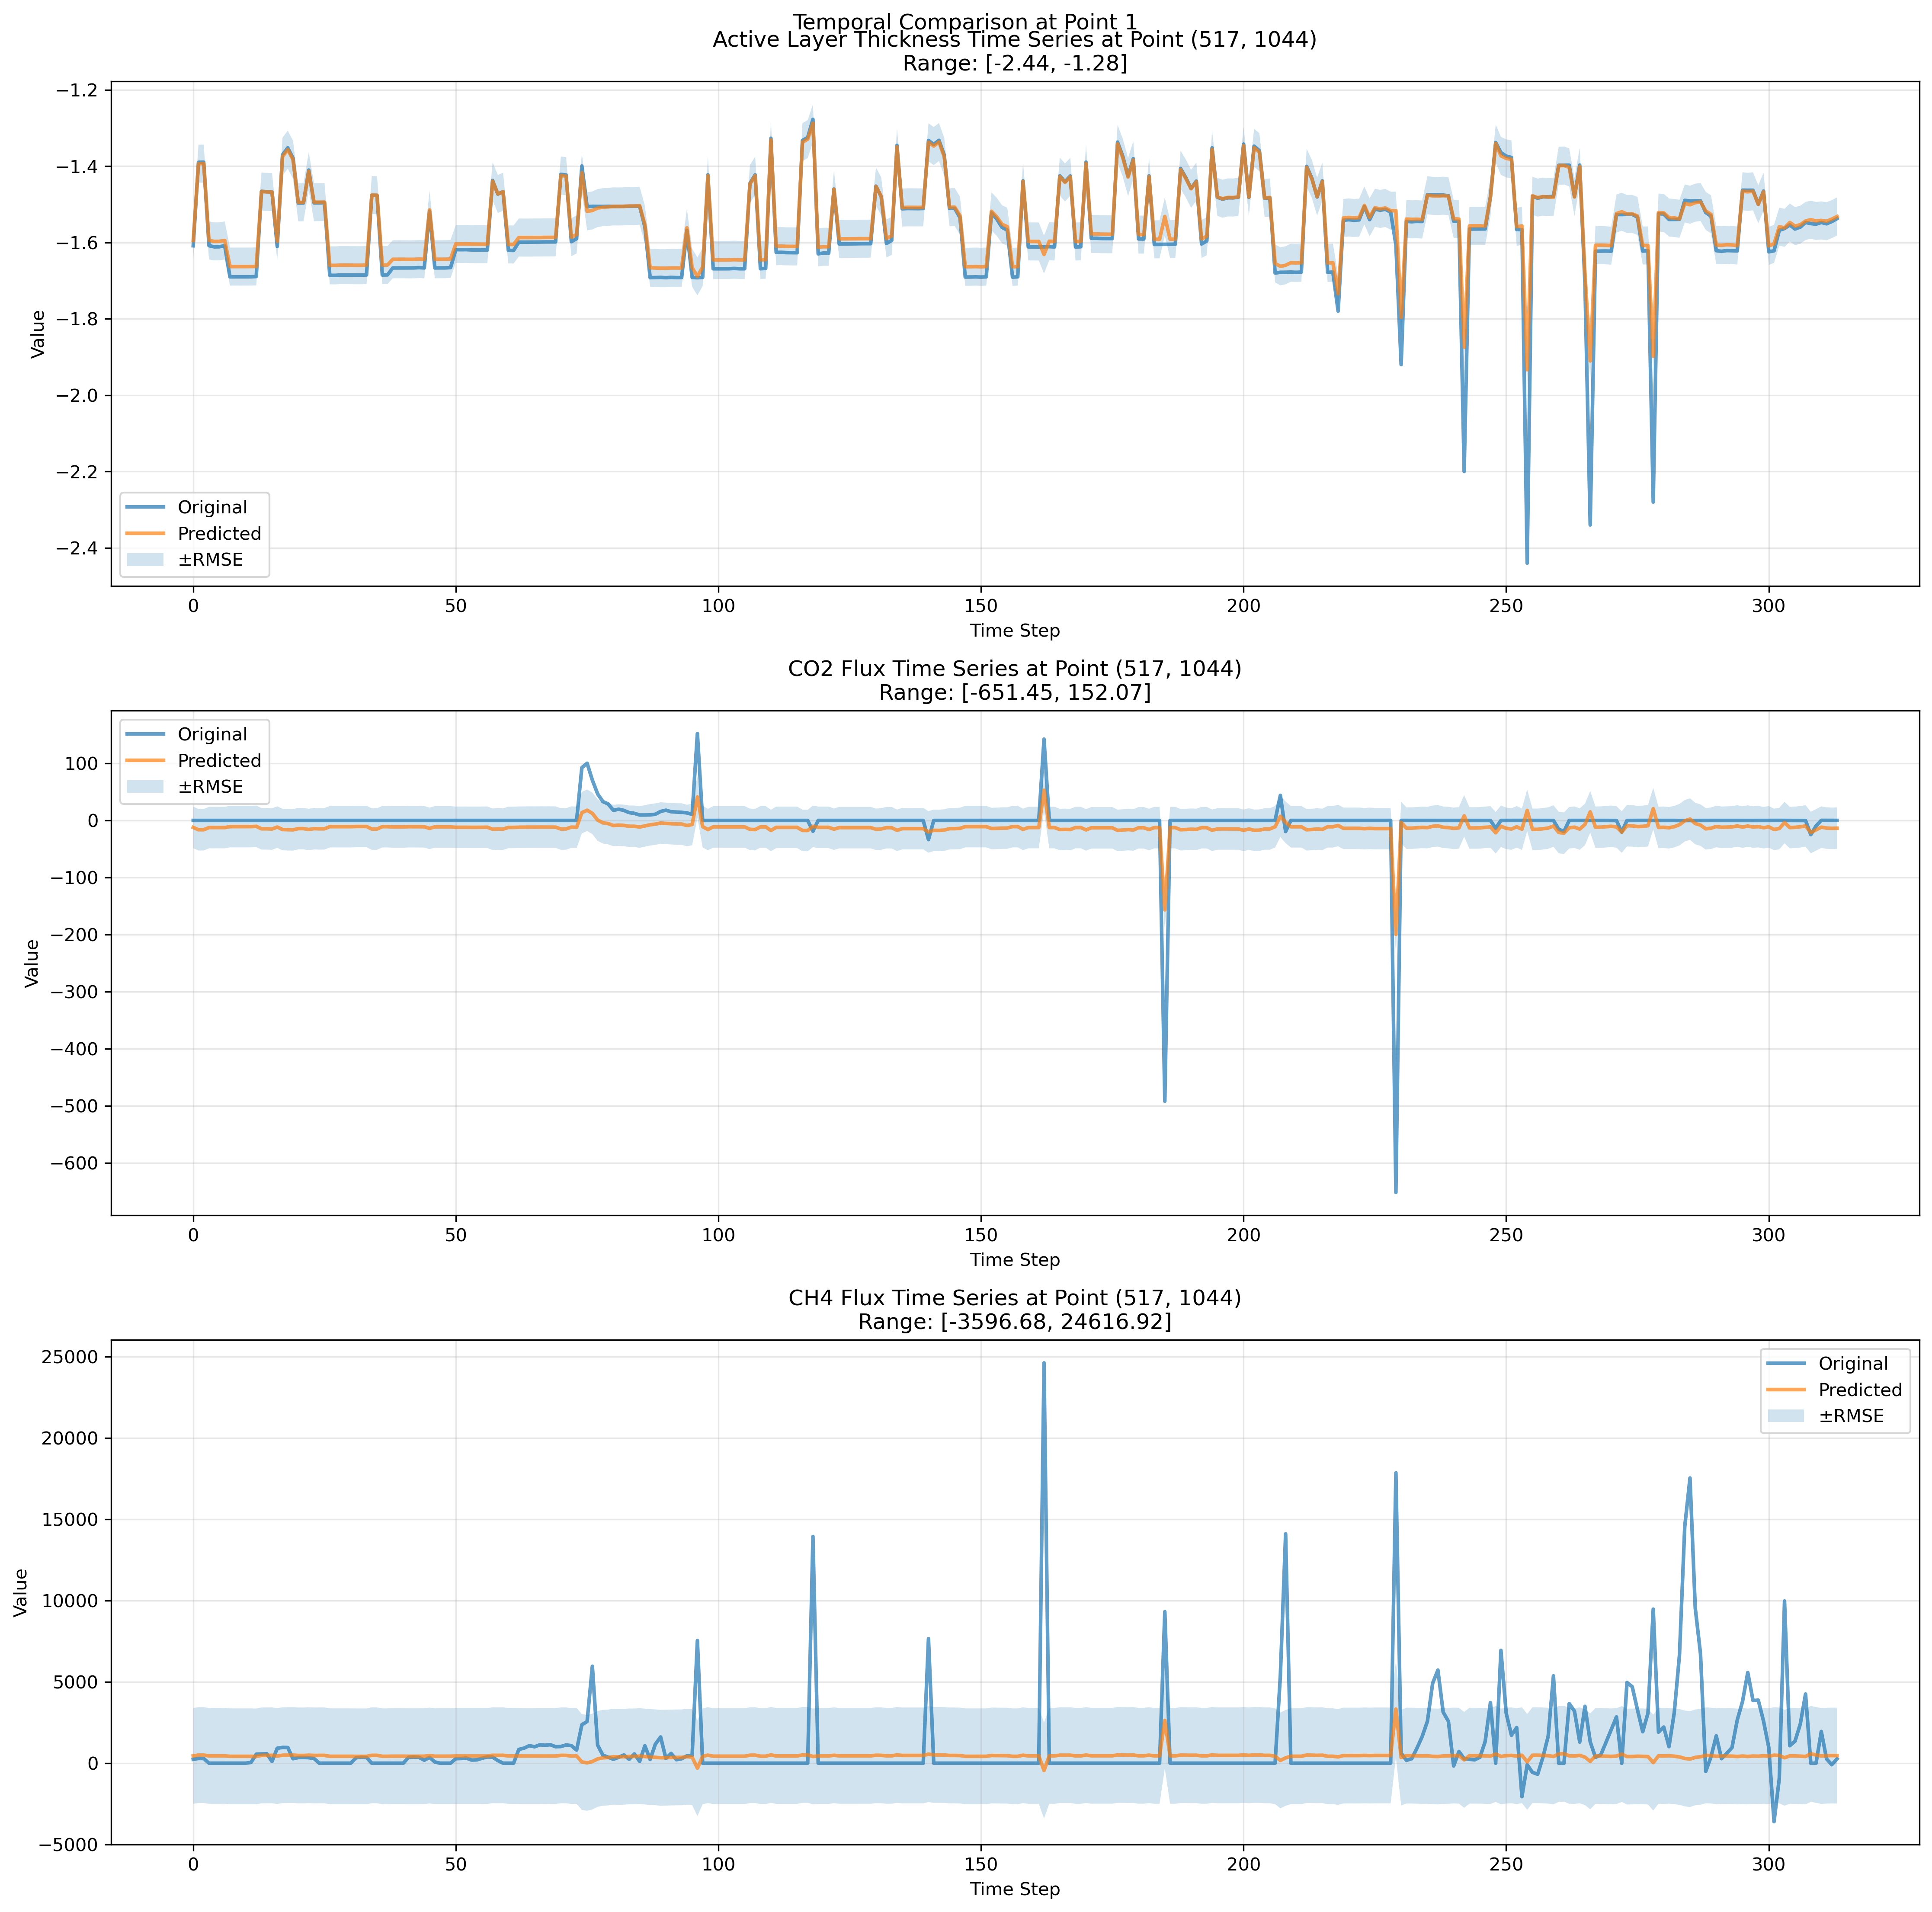 Temporal Comparison at Point 1
Active Layer Thickness Time Series at Point (517, 1044)
Range: [-2.44, -1.28]
−1.2
−1.4
−1.6
−1.8
−2.0
−2.2
−2.4
Value
Original
Predicted
±RMSE
0 50 100 150 200 250 300
Time Step
CO2 Flux Time Series at Point (517, 1044)
Range: [-651.45, 152.07]
Original
Predicted
±RMSE
100
0
−100
−200
−300
−400
−500
−600
Value
0 50 100 150 200 250 300
Time Step
CH4 Flux Time Series at Point (517, 1044)
Range: [-3596.68, 24616.92]
25000
20000
15000
10000
5000
0
−5000
Value
Original
Predicted
±RMSE
0 50 100 150 200 250 300
Time Step